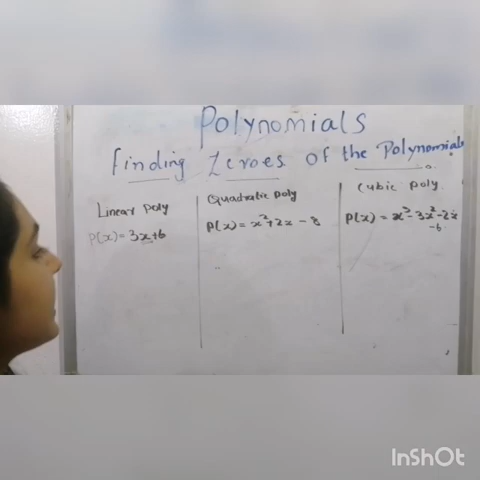 Polynomials
Finding Zeroes of the Polynomials
Linear Poly
P(x) = 3x+6
Quadratic Poly
P(x) = x²+2x - 8
Cubic Poly
P(x) = x³-3x²-2x
-6
InShOt